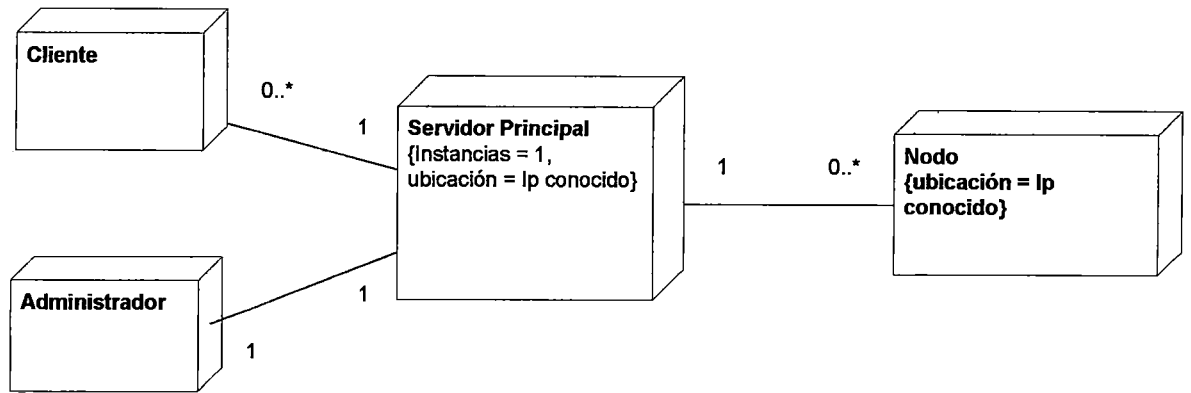 Cliente
0..*
1
Servidor Principal
{Instancias = 1,
ubicación = Ip conocido}
1
0..*
Nodo
{ubicación = Ip
conocido}
Administrador
1
1